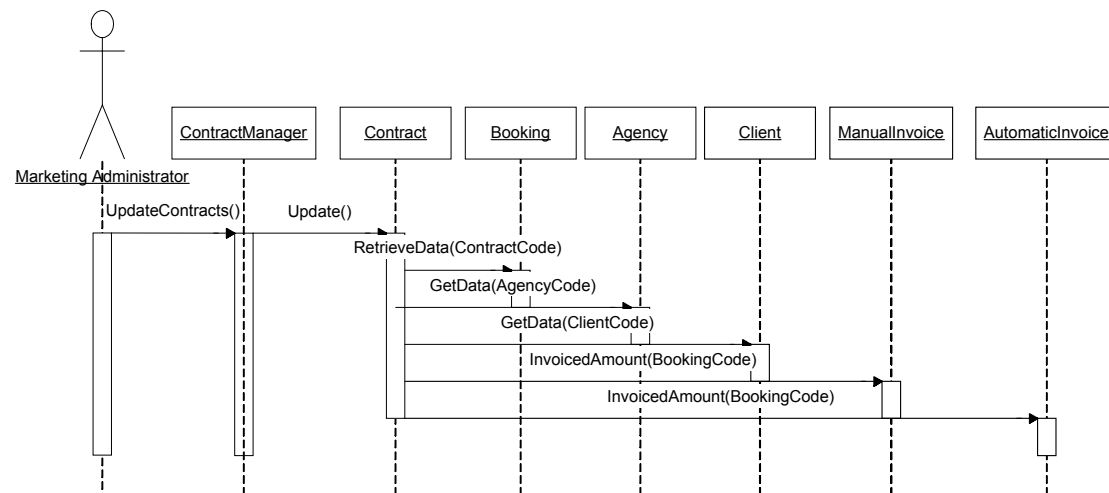 ContractManager
Contract
Booking
Agency
Client
ManualInvoice
AutomaticInvoice
Marketing Administrator
UpdateContracts()
Update()
RetrieveData(ContractCode)
GetData(AgencyCode)
GetData(ClientCode)
InvoicedAmount(BookingCode)
InvoicedAmount(BookingCode)